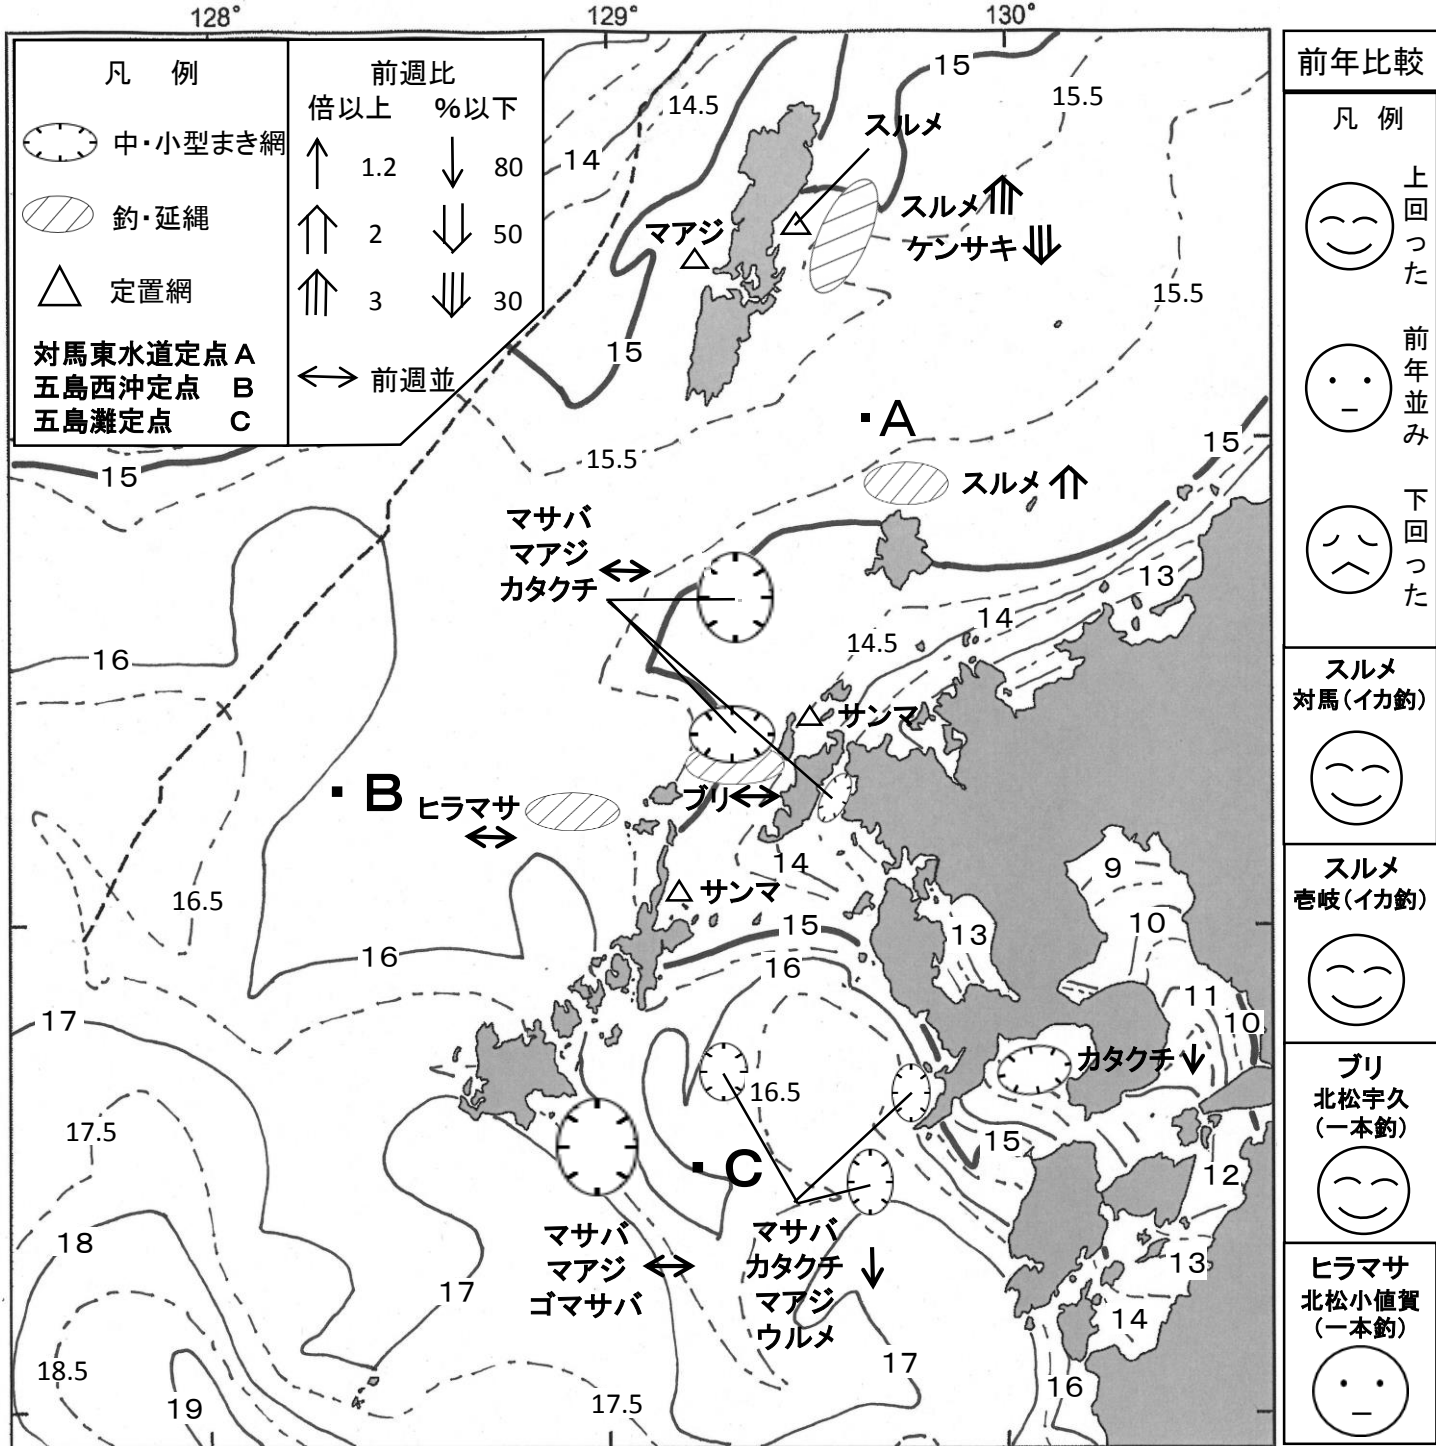 128°
129°
130°
凡 例
中・小型まき網
釣・延縄
定置網
対馬東水道定点 A
五島西沖定点 B
五島灘定点 C
前週比
倍以上 %以下
1.2 80
2 50
3 30
前週並
前年比較
凡 例
上回った
前年並み
下回った
スルメ
対馬(イカ釣)
スルメ
壱岐(イカ釣)
ブリ
北松宇久
(一本釣)
ヒラマサ
北松小値賀
(一本釣)
15
14.5
15.5
14
スルメ
スルメ
ケンサキ
マアジ
15.5
15
A
15
15.5
15
スルメ
マサバ
マアジ
カタクチ
13
14
14.5
16
サンマ
B
ヒラマサ
ブリ
14
9
サンマ
16.5
10
15
13
16
16
11
17
10
カタクチ
16.5
17.5
15
C
12
マサバ
マアジ
ゴマサバ
マサバ
カタクチ
マアジ
ウルメ
18
13
17
14
17
18.5
16
19
17.5